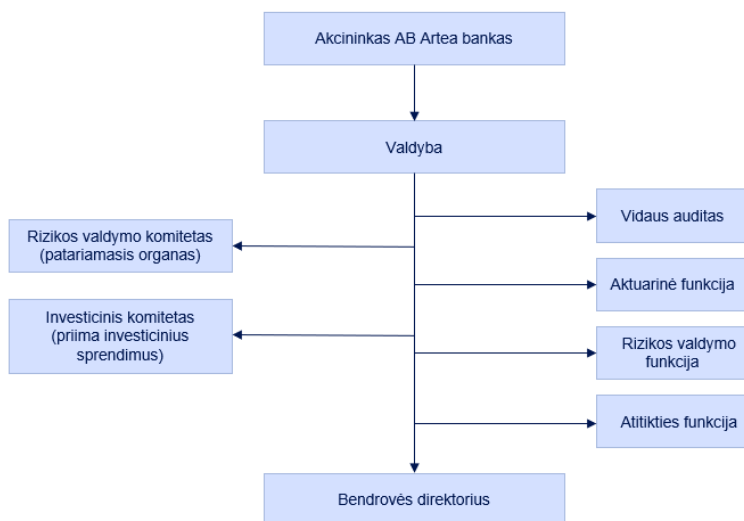 Akcininkas AB Artea bankas
Valdyba
Vidaus auditas
Rizikos valdymo komitetas
(patariamasis organas)
Aktuarinė funkcija
Investicinis komitetas
(priima investicinius
sprendimus)
Rizikos valdymo
funkcija
Atitikties funkcija
Bendrovės direktorius